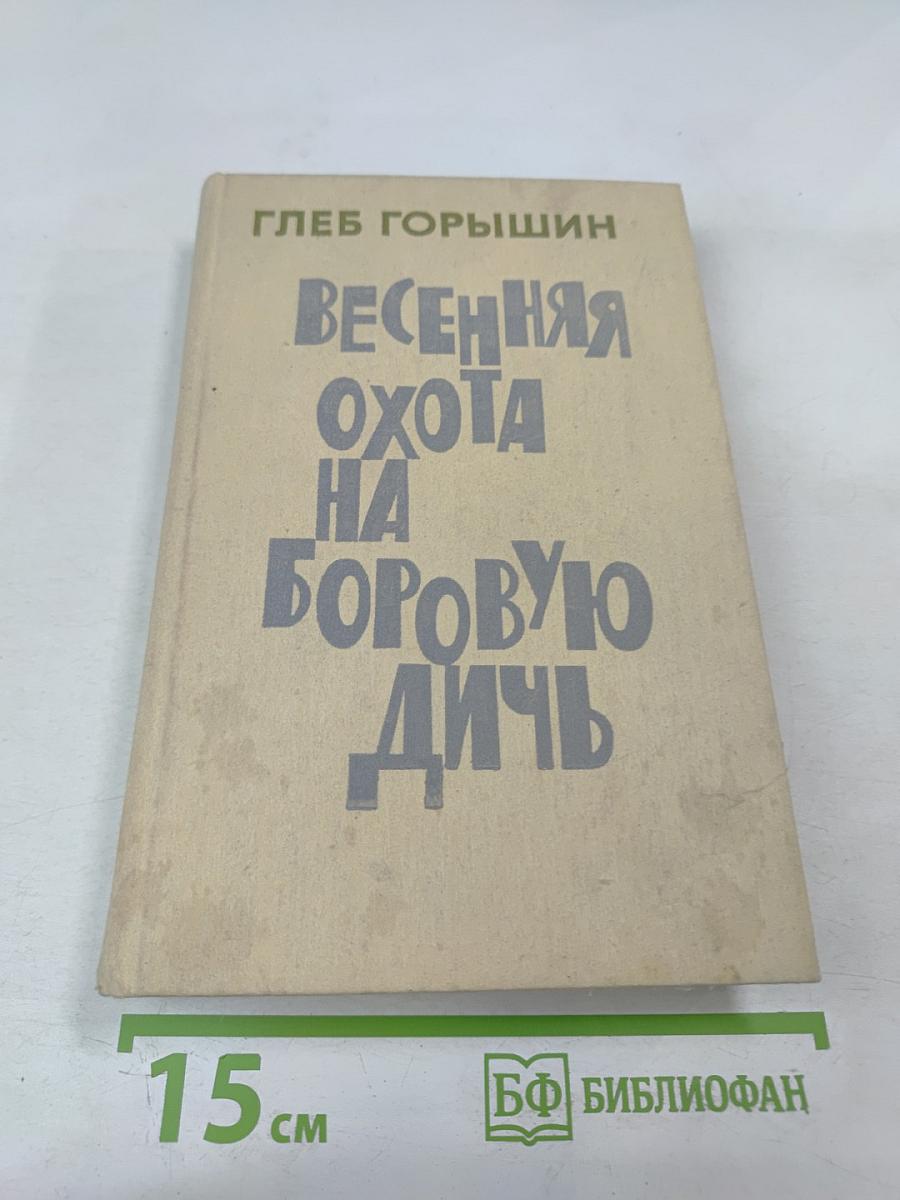 ГЛЕБ ГОРЫШИН
ВЕСЕННЯЯ
ОХОТА
НА
БОРОВУЮ
ДИЧЬ
15 см
БФ БИБЛИОФАН